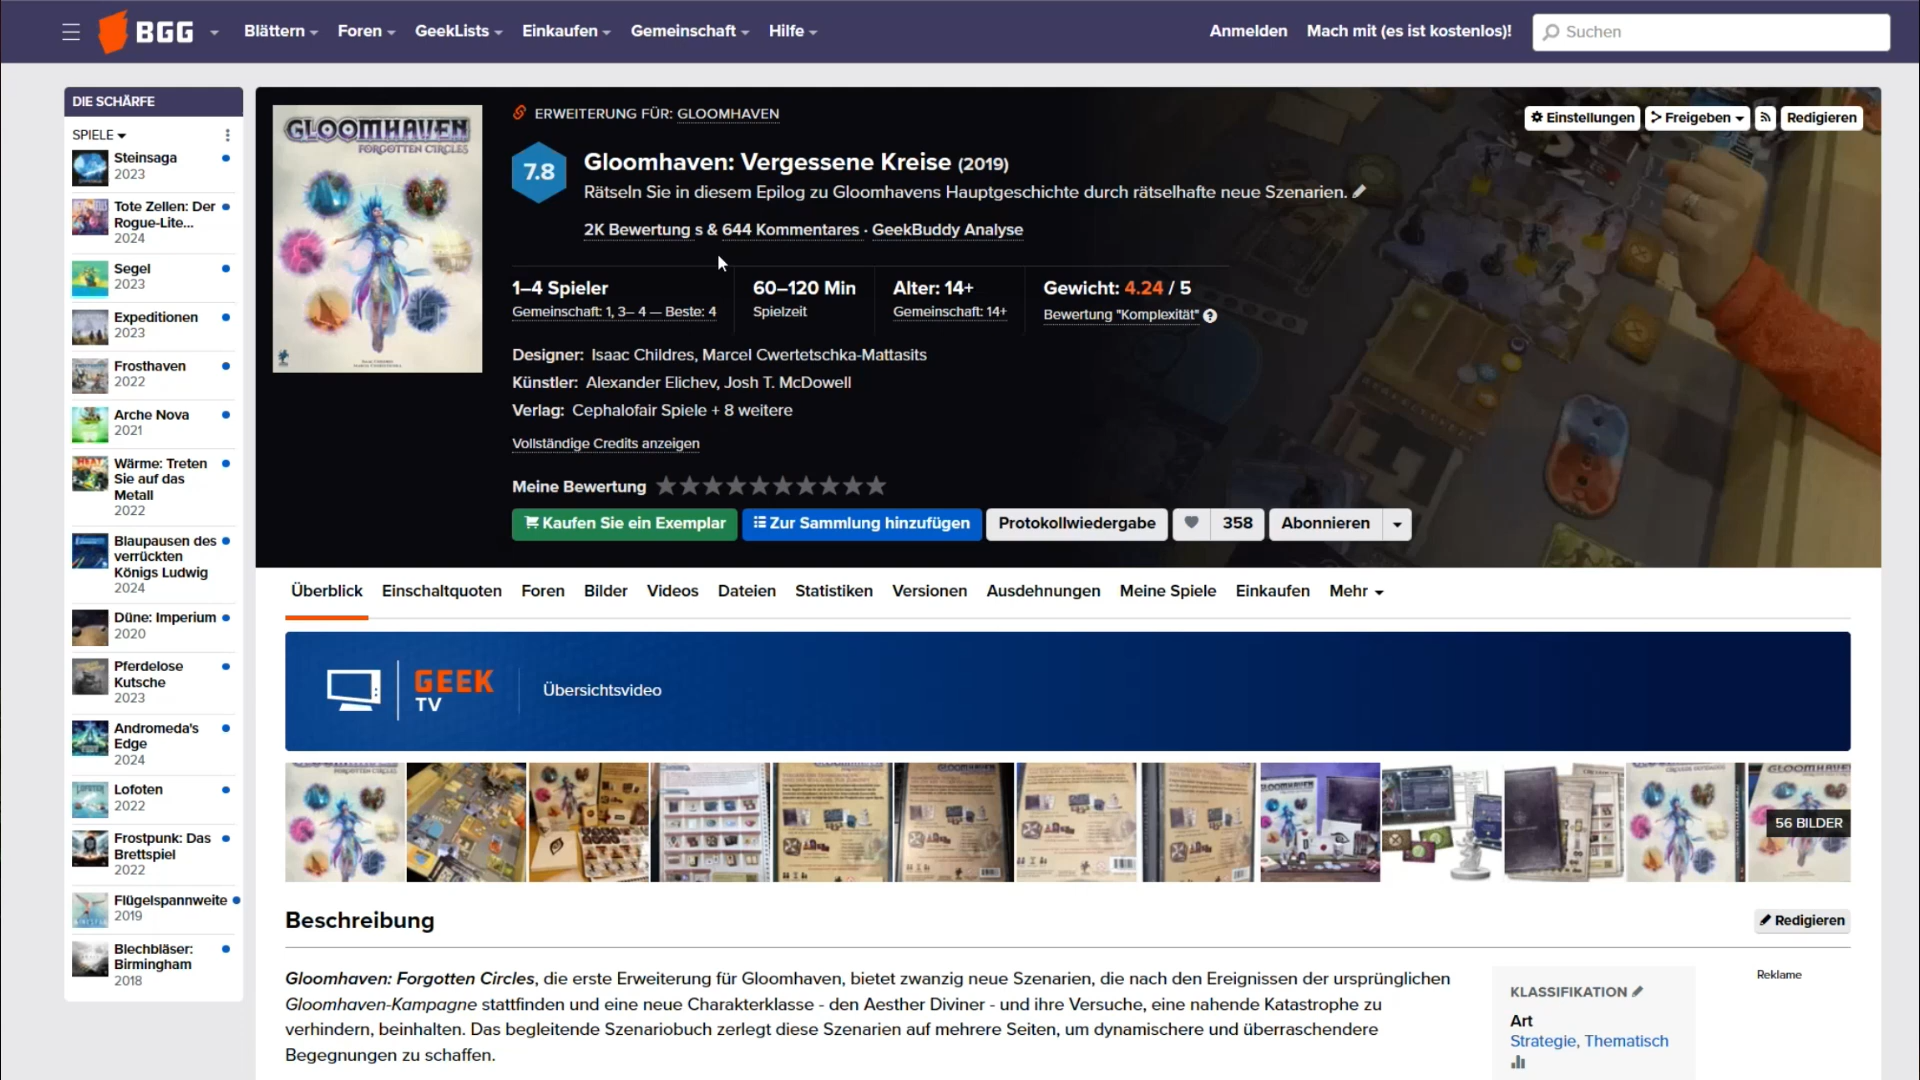 BGG
Blättern
Foren
GeekLists
Einkaufen
Gemeinschaft
Hilfe
Anmelden
Mach mit (es ist kostenlos)!
Suchen
DIE SCHÄRFE
SPIELE
Steinsaga
2023
Tote Zellen: Der
Rogue-Lite...
2024
Segel
2023
Expeditionen
2023
Frosthaven
2022
Arche Nova
2021
Wärme: Treten
Sie auf das
Metall
2022
Blaupausen des
verrückten
Königs Ludwig
2024
Düne: Imperium
2020
Pferdelose
Kutsche
2023
Andromeda's
Edge
2024
Lofoten
2022
Frostpunk: Das
Brettspiel
2022
Flügelspannweite
2019
Blechbläser:
Birmingham
2018
GLOOMHAVEN
FORGOTTEN CIRCLES
ERWEITERUNG FÜR: GLOOMHAVEN
Einstellungen
Freigeben
Redigieren
7.8
Gloomhaven: Vergessene Kreise (2019)
Rätseln Sie in diesem Epilog zu Gloomhavens Hauptgeschichte durch rätselhafte neue Szenarien.
2K Bewertung s & 644 Kommentare · GeekBuddy Analyse
1–4 Spieler
Gemeinschaft: 1, 3– 4 — Beste: 4
60–120 Min
Spielzeit
Alter: 14+
Gemeinschaft: 14+
Gewicht: 4.24 / 5
Bewertung "Komplexität"
Designer: Isaac Childres, Marcel Cwertetschka-Mattasits
Künstler: Alexander Elichev, Josh T. McDowell
Verlag: Cephalofair Spiele + 8 weitere
Vollständige Credits anzeigen
Meine Bewertung
Kaufen Sie ein Exemplar
Zur Sammlung hinzufügen
Protokollwiedergabe
358
Abonnieren
Überblick
Einschaltquoten
Foren
Bilder
Videos
Dateien
Statistiken
Versionen
Ausdehnungen
Meine Spiele
Einkaufen
Mehr
GEEK
TV
Übersichtsvideo
56 BILDER
Beschreibung
Redigieren
Gloomhaven: Forgotten Circles, die erste Erweiterung für Gloomhaven, bietet zwanzig neue Szenarien, die nach den Ereignissen der ursprünglichen
Gloomhaven-Kampagne stattfinden und eine neue Charakterklasse - den Aesther Diviner - und ihre Versuche, eine nahende Katastrophe zu
verhindern, beinhalten. Das begleitende Szenariobuch zerlegt diese Szenarien auf mehrere Seiten, um dynamischere und überraschendere
Begegnungen zu schaffen.
KLASSIFIKATION
Art
Strategie, Thematisch
Reklame